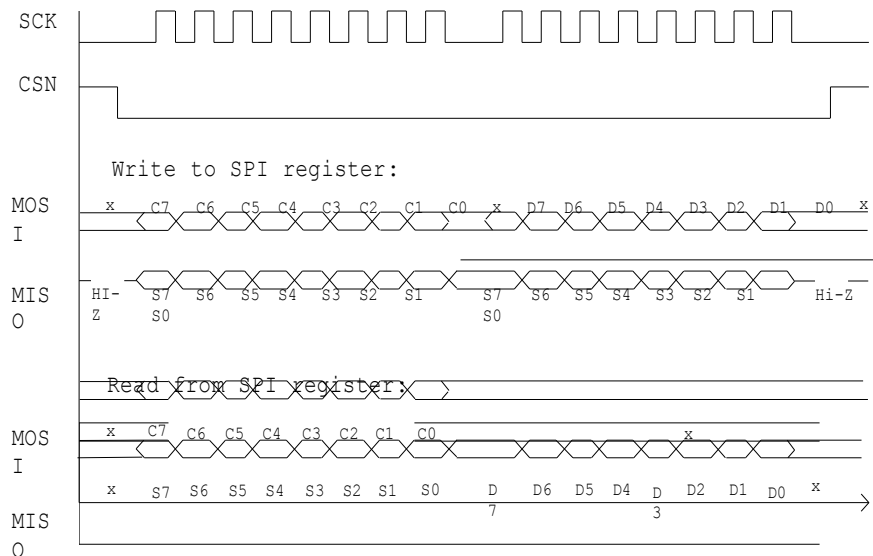 SCK
CSN
Write to SPI register:
MOS
I
x C7 C6 C5 C4 C3 C2 C1 C0 x D7 D6 D5 D4 D3 D2 D1 D0 x
MIS
O
HI-
Z
S7 S6 S5 S4 S3 S2 S1 S7 S6 S5 S4 S3 S2 S1 Hi-Z
S0 S0
Read from SPI register:
MOS
I
x C7 C6 C5 C4 C3 C2 C1 C0 x
x S7 S6 S5 S4 S3 S2 S1 S0 D
7
D6 D5 D4 D
3
D2 D1 D0 x
MIS
O